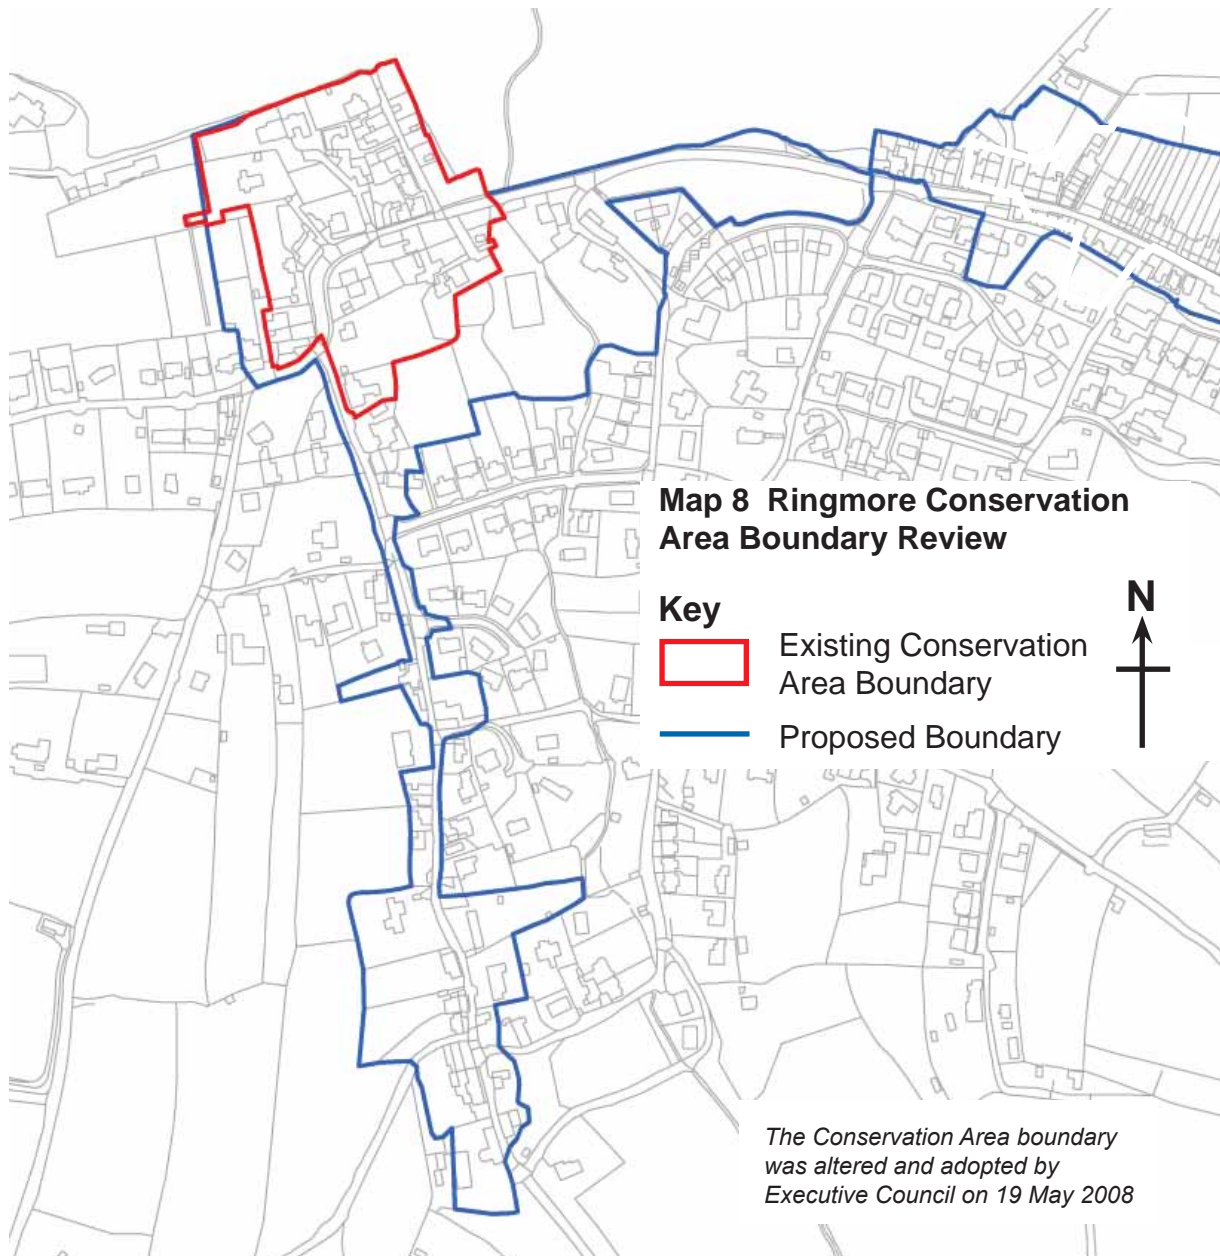 Map 8 Ringmore Conservation
Area Boundary Review
Key
N
Existing Conservation
Area Boundary
Proposed Boundary
The Conservation Area boundary
was altered and adopted by
Executive Council on 19 May 2008